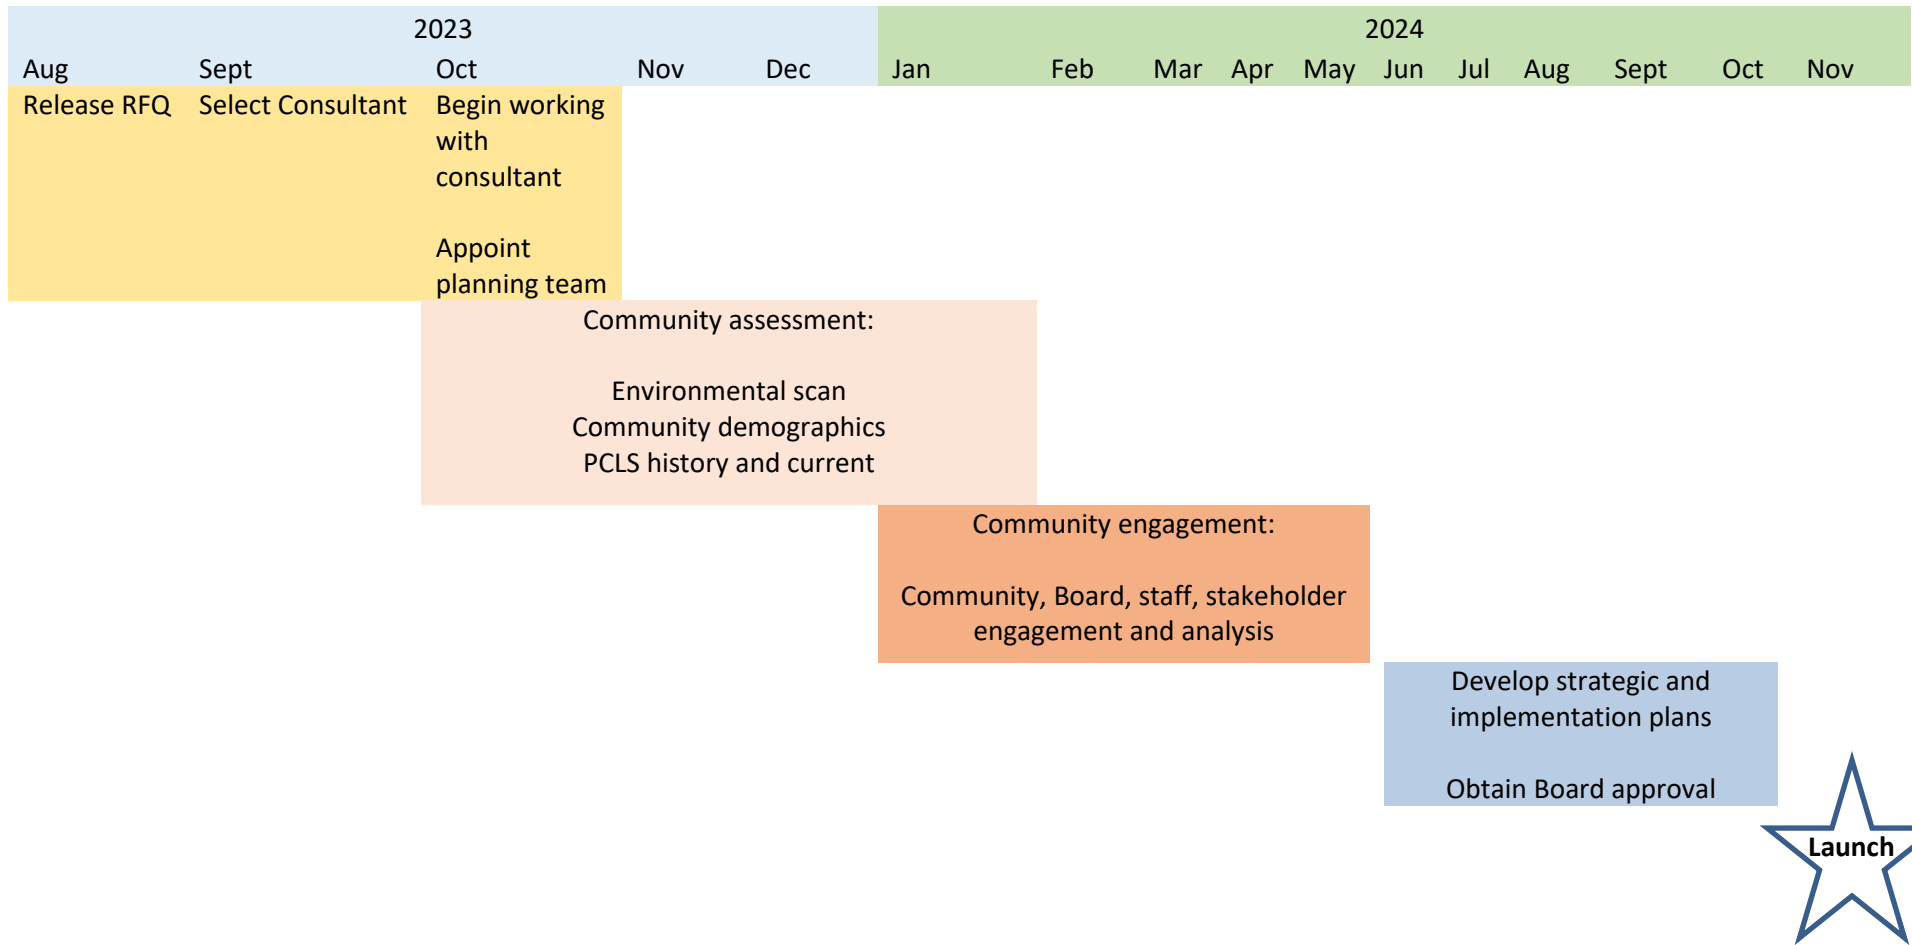 2023 2024
Aug Sept Oct Nov Dec Jan Feb Mar Apr May Jun Jul Aug Sept Oct Nov
Release RFQ Select Consultant Begin working
with
consultant
Appoint
planning team
Community assessment:
Environmental scan
Community demographics
PCLS history and current
Community engagement:
Community, Board, staff, stakeholder
engagement and analysis
Develop strategic and
implementation plans
Obtain Board approval
Launch